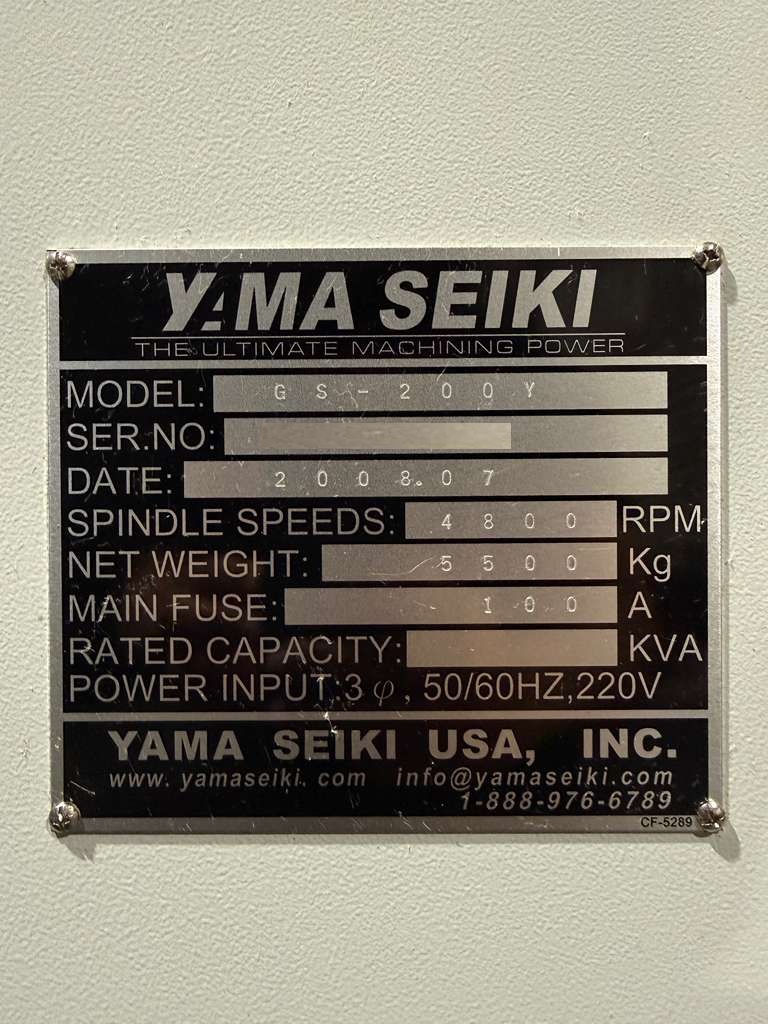 YAMA SEIKI
THE ULTIMATE MACHINING POWER
MODEL: GS-200Y
SER.NO:
DATE: 2008.07
SPINDLE SPEEDS: 4800 RPM
NET WEIGHT: 5500 Kg
MAIN FUSE: 100 A
RATED CAPACITY: KVA
POWER INPUT:3φ, 50/60HZ,220V
YAMA SEIKI USA, INC.
www.yamaseiki.com info@yamaseiki.com
1-888-976-6789
CF-5289